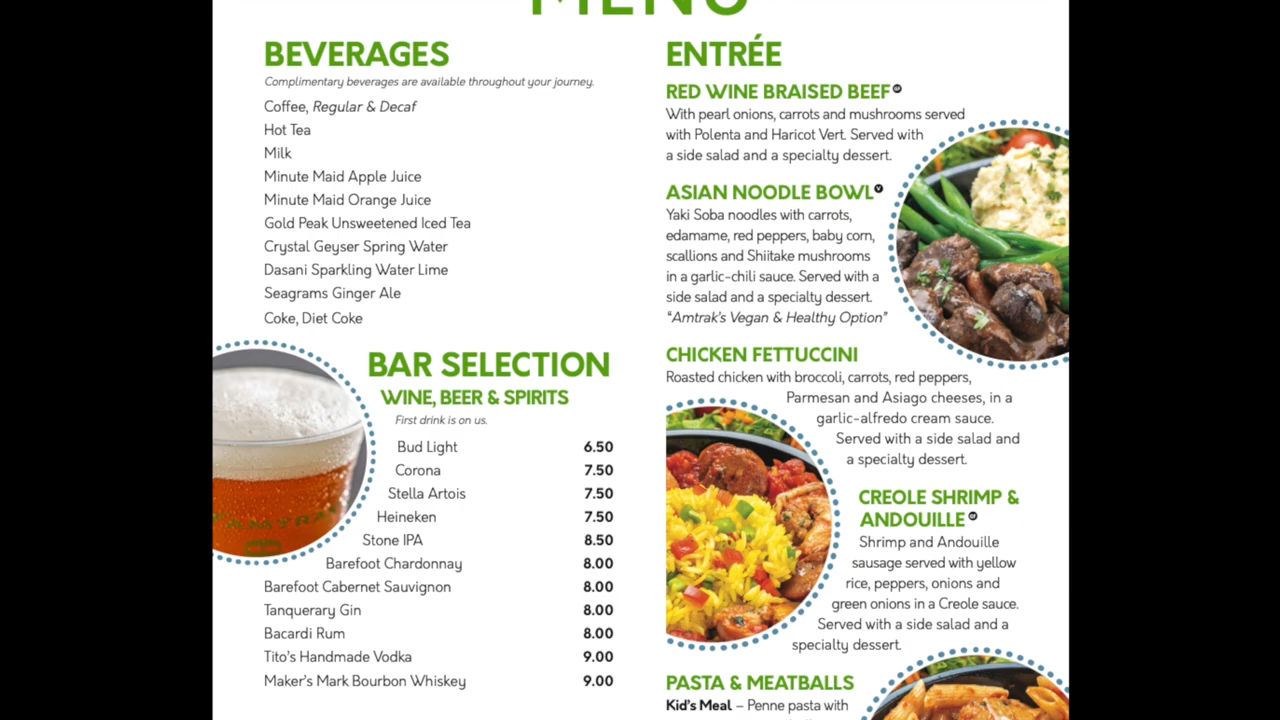 MENU
BEVERAGES
Complimentary beverages are available throughout your journey.
Coffee, Regular & Decaf
Hot Tea
Milk
Minute Maid Apple Juice
Minute Maid Orange Juice
Gold Peak Unsweetened Iced Tea
Crystal Geyser Spring Water
Dasani Sparkling Water Lime
Seagrams Ginger Ale
Coke, Diet Coke
BAR SELECTION
WINE, BEER & SPIRITS
First drink is on us.
Bud Light 6.50
Corona 7.50
Stella Artois 7.50
Heineken 7.50
Stone IPA 8.50
Barefoot Chardonnay 8.00
Barefoot Cabernet Sauvignon 8.00
Tanquerary Gin 8.00
Bacardi Rum 8.00
Tito's Handmade Vodka 9.00
Maker's Mark Bourbon Whiskey 9.00
AMTRAK
ENTRÉE
RED WINE BRAISED BEEF GF
With pearl onions, carrots and mushrooms served
with Polenta and Haricot Vert. Served with
a side salad and a specialty dessert.
ASIAN NOODLE BOWL V
Yaki Soba noodles with carrots,
edamame, red peppers, baby corn,
scallions and Shiitake mushrooms
in a garlic-chili sauce. Served with a
side salad and a specialty dessert.
"Amtrak's Vegan & Healthy Option"
CHICKEN FETTUCCINI
Roasted chicken with broccoli, carrots, red peppers,
Parmesan and Asiago cheeses, in a
garlic-alfredo cream sauce.
Served with a side salad and
a specialty dessert.
CREOLE SHRIMP &
ANDOUILLE GF
Shrimp and Andouille
sausage served with yellow
rice, peppers, onions and
green onions in a Creole sauce.
Served with a side salad and a
specialty dessert.
PASTA & MEATBALLS
Kid's Meal – Penne pasta with